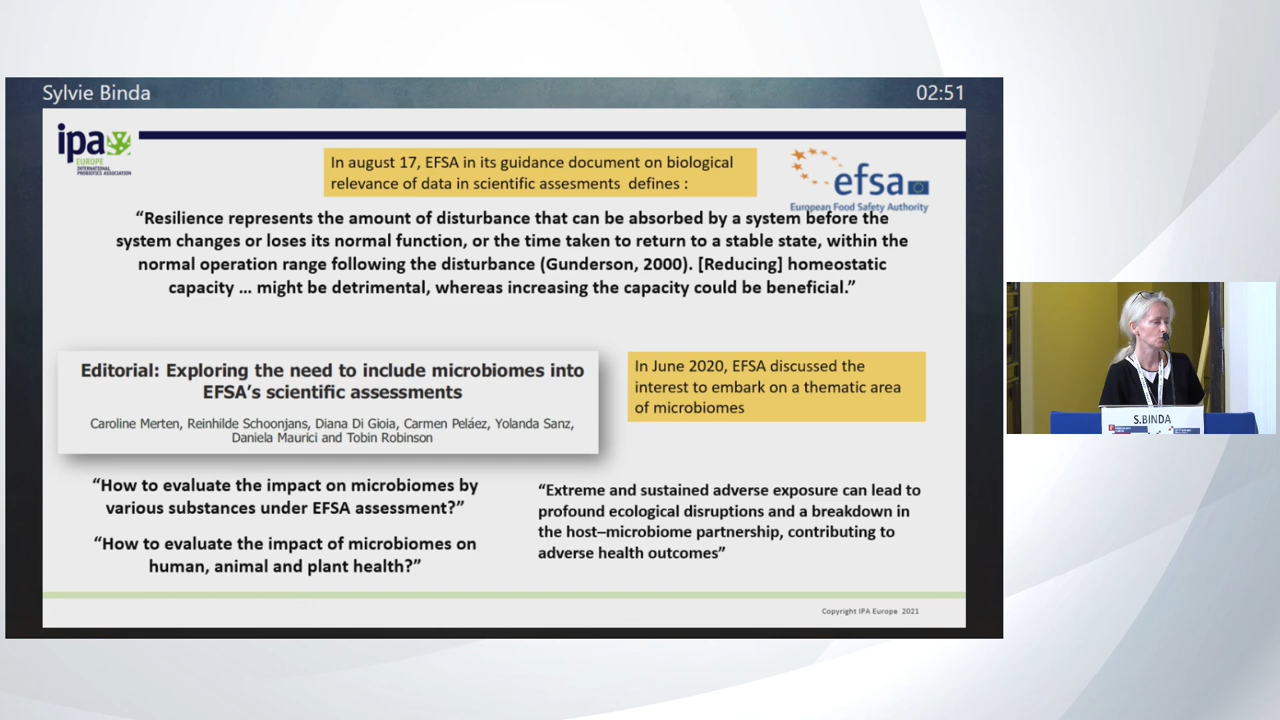 Sylvie Binda
02:51
ipa
EUROPE
INTERNATIONAL
PROBIOTICS ASSOCIATION
In august 17, EFSA in its guidance document on biological
relevance of data in scientific assesments defines :
efsa
European Food Safety Authority
“Resilience represents the amount of disturbance that can be absorbed by a system before the
system changes or loses its normal function, or the time taken to return to a stable state, within the
normal operation range following the disturbance (Gunderson, 2000). [Reducing] homeostatic
capacity ... might be detrimental, whereas increasing the capacity could be beneficial.”
Editorial: Exploring the need to include microbiomes into
EFSA’s scientific assessments
Caroline Merten, Reinhilde Schoonjans, Diana Di Gioia, Carmen Peláez, Yolanda Sanz,
Daniela Maurici and Tobin Robinson
In June 2020, EFSA discussed the
interest to embark on a thematic area
of microbiomes
“How to evaluate the impact on microbiomes by
various substances under EFSA assessment?”
“How to evaluate the impact of microbiomes on
human, animal and plant health?”
“Extreme and sustained adverse exposure can lead to
profound ecological disruptions and a breakdown in
the host–microbiome partnership, contributing to
adverse health outcomes”
Copyright IPA Europe 2021
S.BINDA